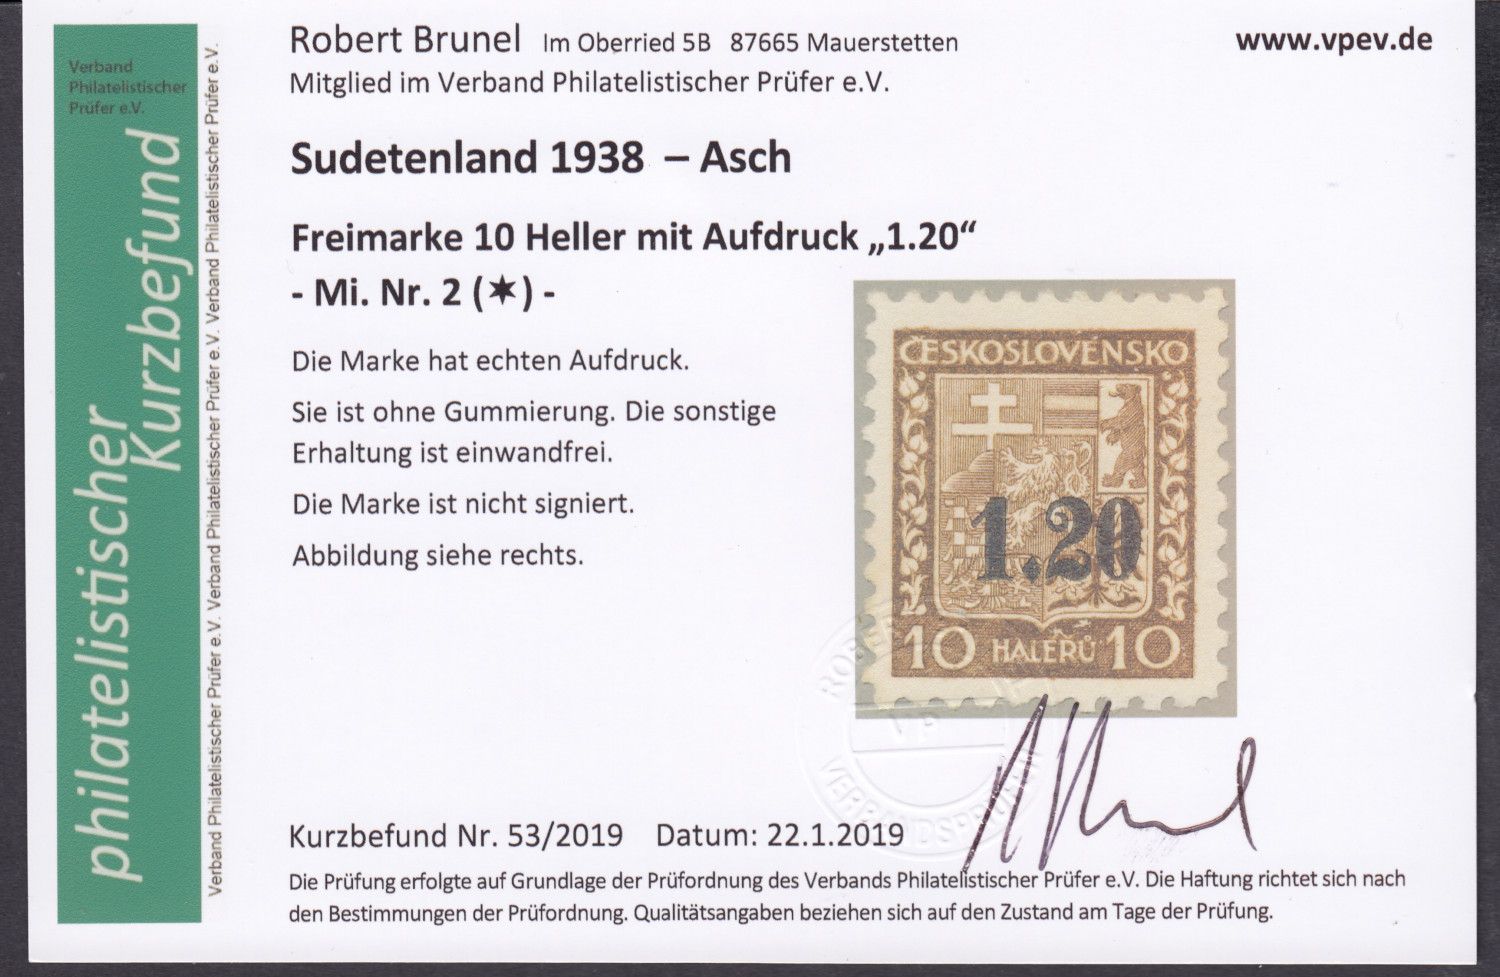 Verband
Philatelistischer
Prüfer e.V.
philatelistischer
Kurzbefund
Verband Philatelistischer Prüfer e.V. Verband Philatelistischer Prüfer e.V. Verband Philatelistischer Prüfer e.V. Verband Philatelistischer Prüfer e.V.
Robert Brunel Im Oberried 5B 87665 Mauerstetten
www.vpev.de
Mitglied im Verband Philatelistischer Prüfer e.V.
Sudetenland 1938 – Asch
Freimarke 10 Heller mit Aufdruck „1.20“
- Mi. Nr. 2 (✶) -
Die Marke hat echten Aufdruck.
Sie ist ohne Gummierung. Die sonstige
Erhaltung ist einwandfrei.
Die Marke ist nicht signiert.
Abbildung siehe rechts.
ČESKOSLOVENSKO
1.20
10 HALÉŘŮ 10
VERBANDSPRÜFER
Kurzbefund Nr. 53/2019 Datum: 22.1.2019
Die Prüfung erfolgte auf Grundlage der Prüfordnung des Verbands Philatelistischer Prüfer e.V. Die Haftung richtet sich nach
den Bestimmungen der Prüfordnung. Qualitätsangaben beziehen sich auf den Zustand am Tage der Prüfung.